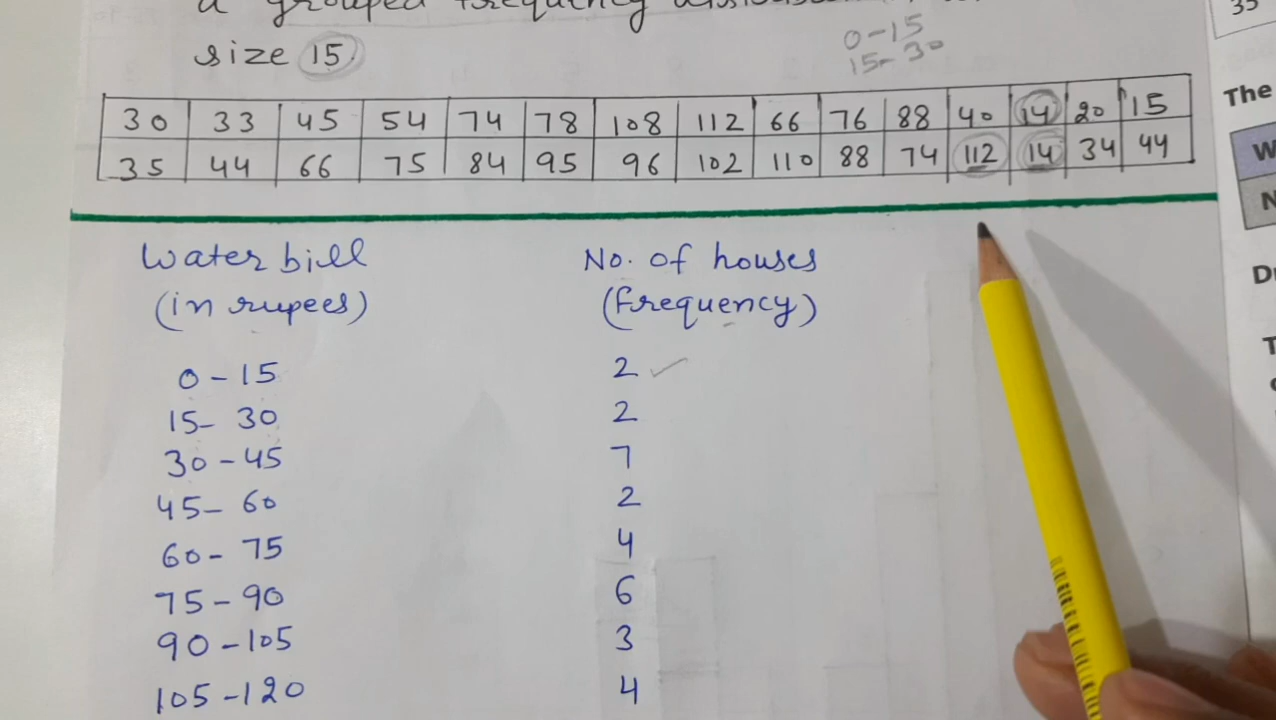 a grouped frequency
size 15
0-15
15-30
30 33 45 54 74 78 108 112 66 76 88 40 14 20 15
35 44 66 75 84 95 96 102 110 88 74 112 14 34 44
Water bill No. of houses
(in rupees) (frequency)
0-15 2 ✓
15-30 2
30-45 7
45-60 2
60-75 4
75-90 6
90-105 3
105-120 4
35
The
W
N